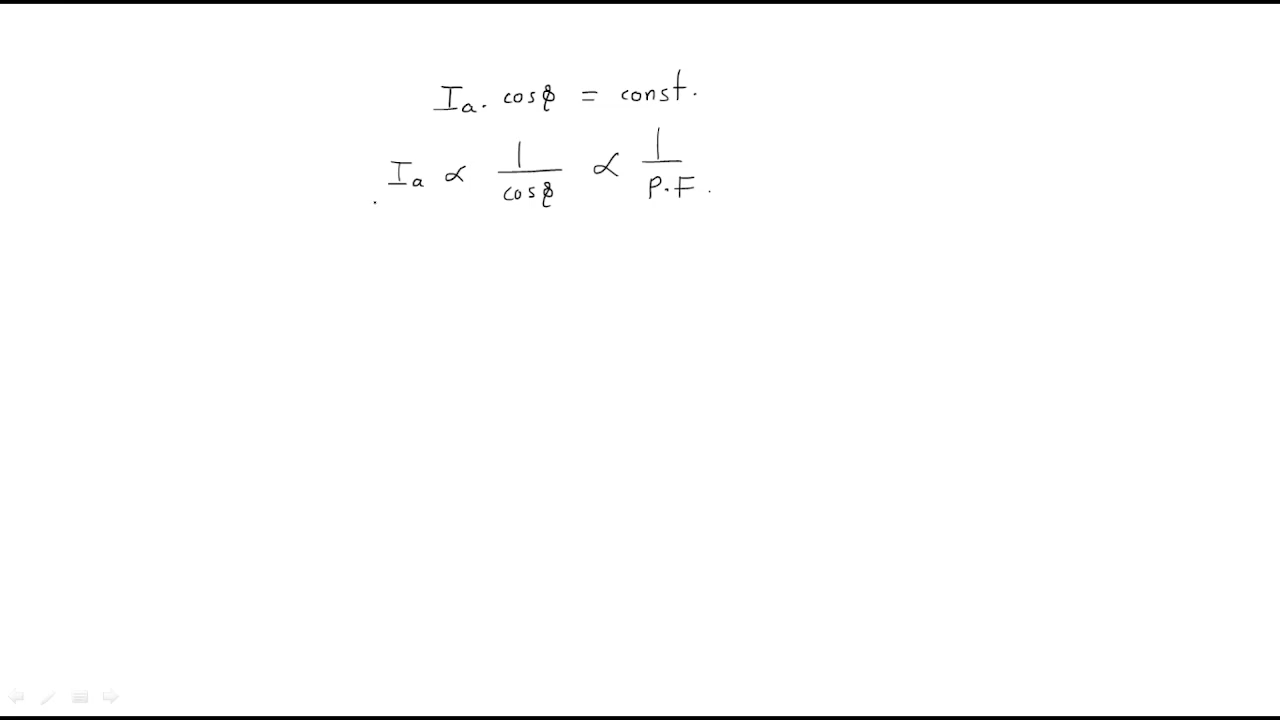 Ia. cosϕ = const.
Ia ∝ 1/cosϕ ∝ 1/P.F.